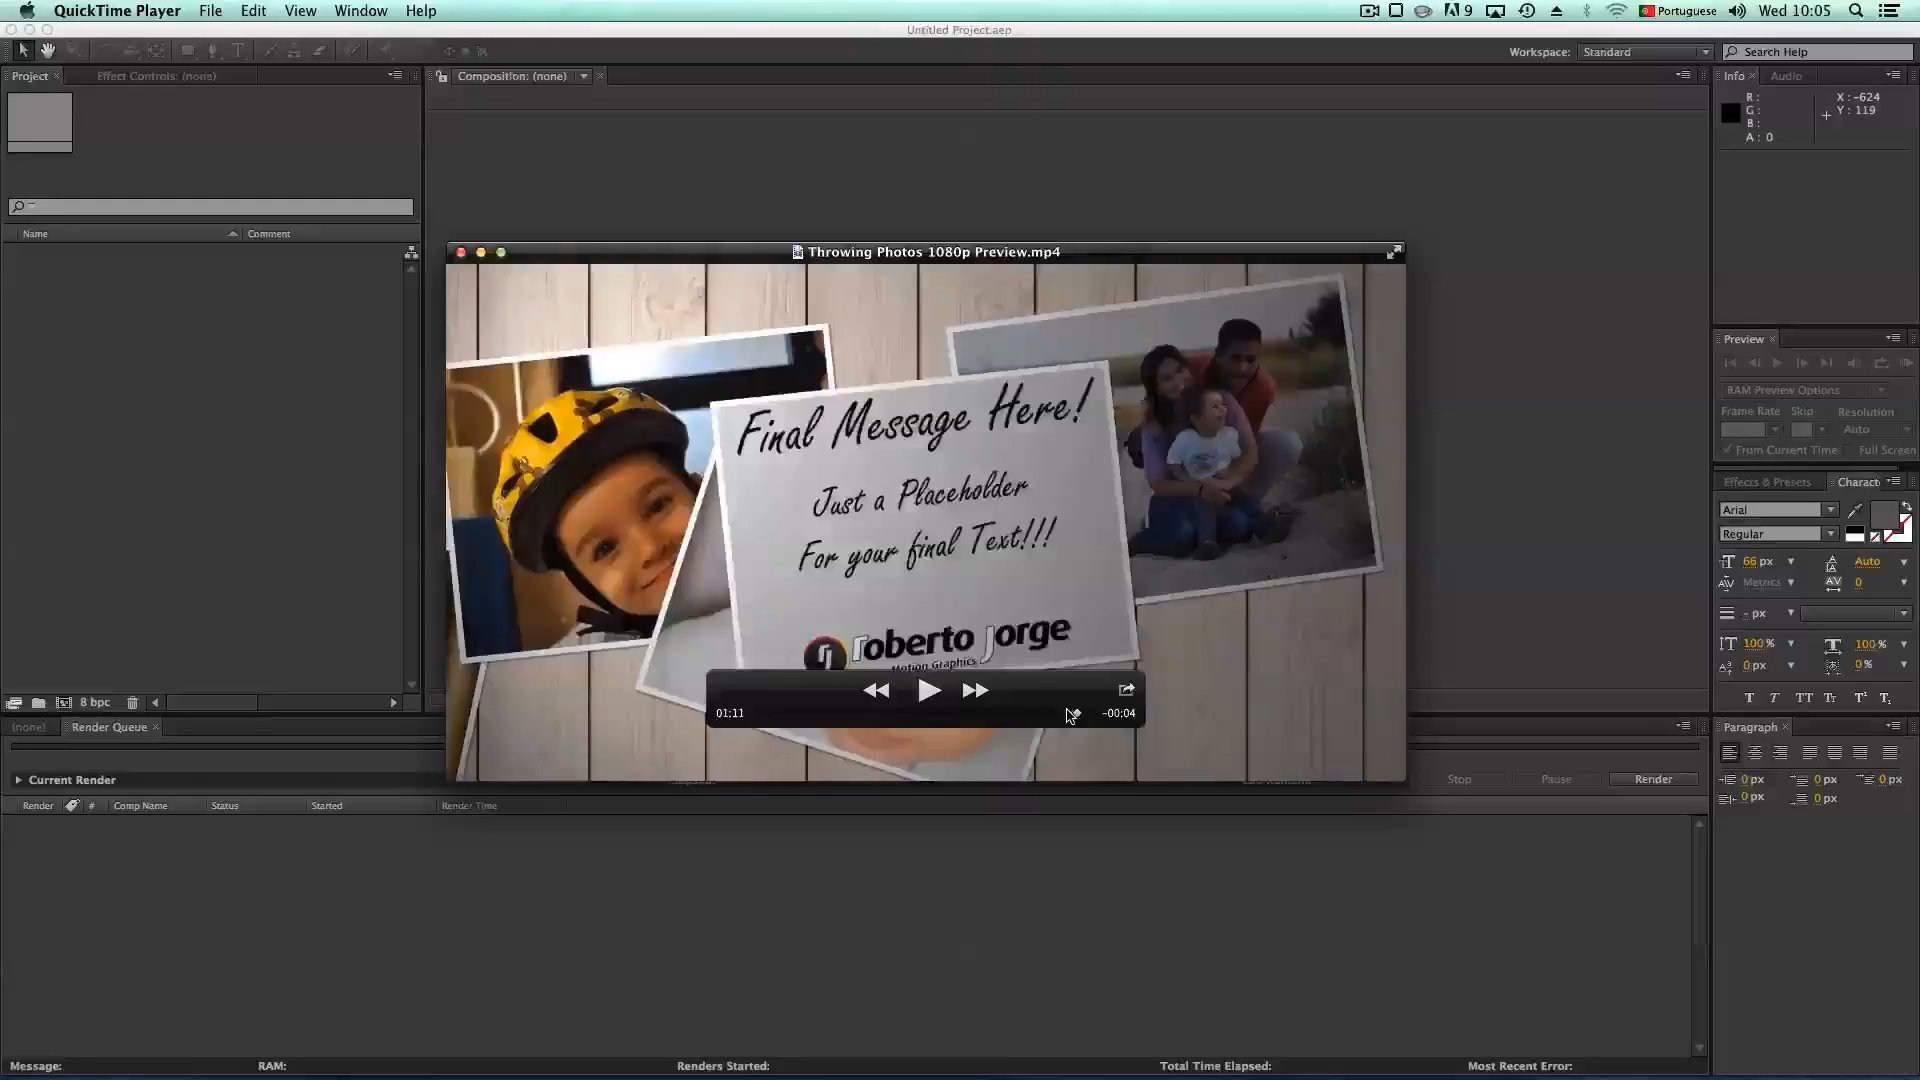 QuickTime Player File Edit View Window Help
9 Portuguese Wed 10:05
Untitled Project.aep
Workspace: Standard Search Help
Project Effect Controls: (none)
Composition: (none)
Info Audio
R :
G :
B :
A : 0
X : -624
Y : 119
Name Comment
Throwing Photos 1080p Preview.mp4
Final Message Here!
Just a Placeholder
For your final Text!!!
roberto Jorge
Motion Graphics
01:11 -00:04
Preview
RAM Preview Options
Frame Rate Skip Resolution
Auto
From Current Time Full Screen
Effects & Presets Charact
Arial
Regular
66 px Auto
Metrics 0
- px
100 % 100 %
0 px 0 %
T T TT Tr T¹ T₁
8 bpc
(none) Render Queue
Current Render
Stop Pause Render
Render # Comp Name Status Started Render Time
Paragraph
0 px 0 px 0 px
0 px 0 px
Message: RAM: Renders Started: Total Time Elapsed: Most Recent Error: